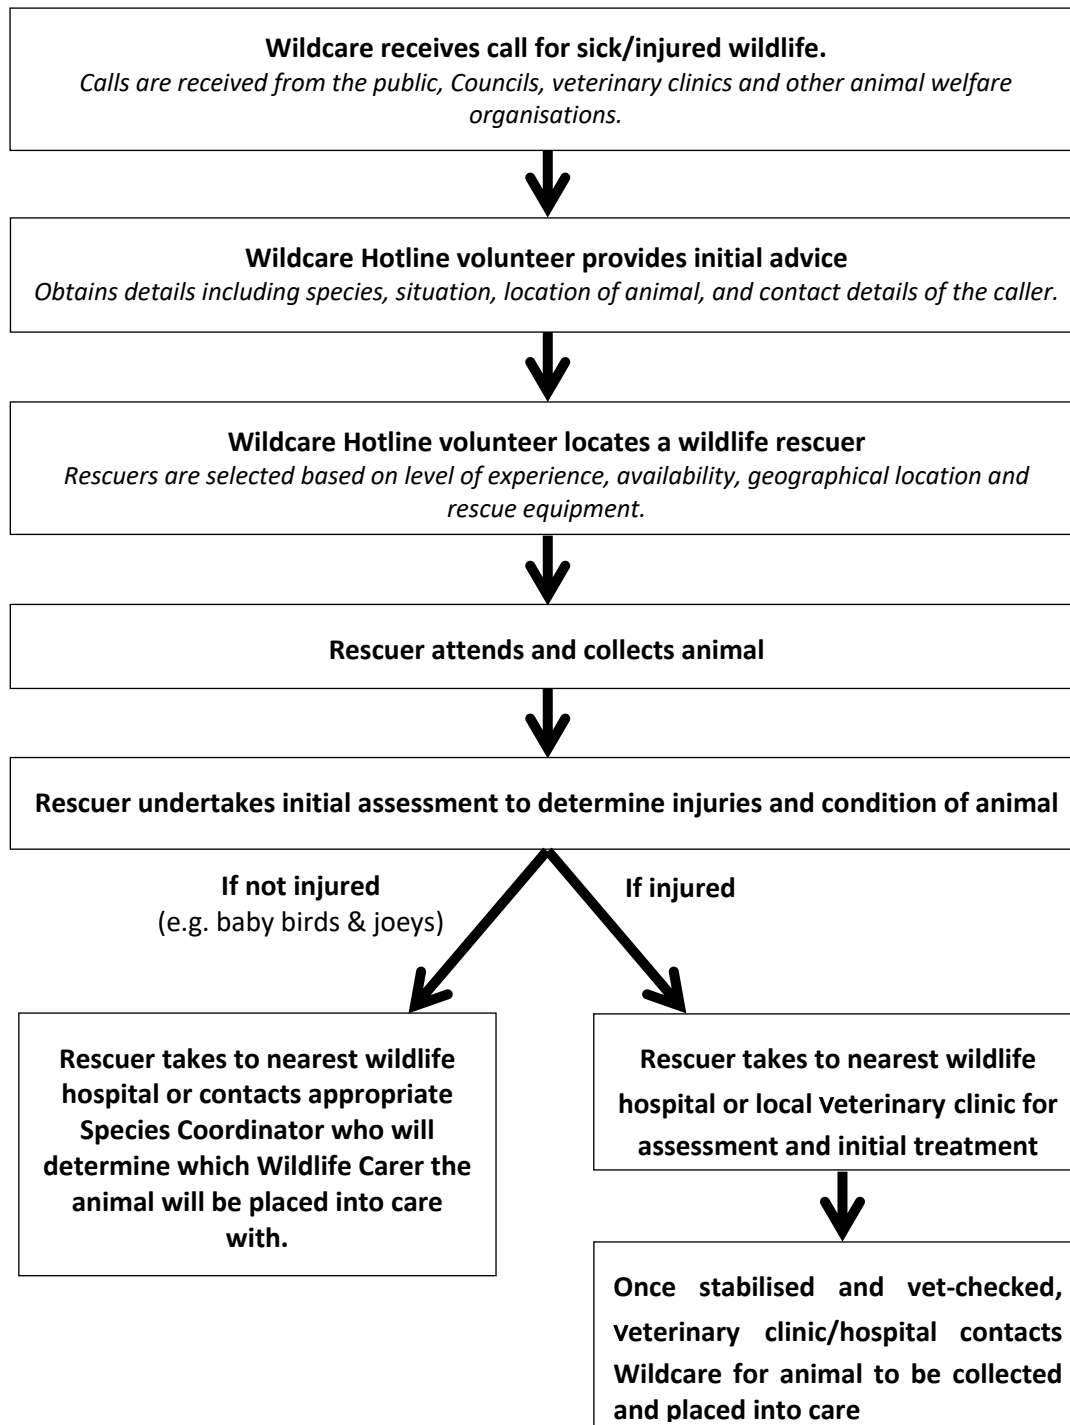 Wildcare receives call for sick/injured wildlife.
Calls are received from the public, Councils, veterinary clinics and other animal welfare
organisations.
Wildcare Hotline volunteer provides initial advice
Obtains details including species, situation, location of animal, and contact details of the caller.
Wildcare Hotline volunteer locates a wildlife rescuer
Rescuers are selected based on level of experience, availability, geographical location and
rescue equipment.
Rescuer attends and collects animal
Rescuer undertakes initial assessment to determine injuries and condition of animal
If not injured
(e.g. baby birds & joeys)
If injured
Rescuer takes to nearest wildlife
hospital or contacts appropriate
Species Coordinator who will
determine which Wildlife Carer the
animal will be placed into care
with.
Rescuer takes to nearest wildlife
hospital or local veterinary clinic for
assessment and initial treatment
Once stabilised and vet-checked,
veterinary clinic/hospital contacts
Wildcare for animal to be collected
and placed into care